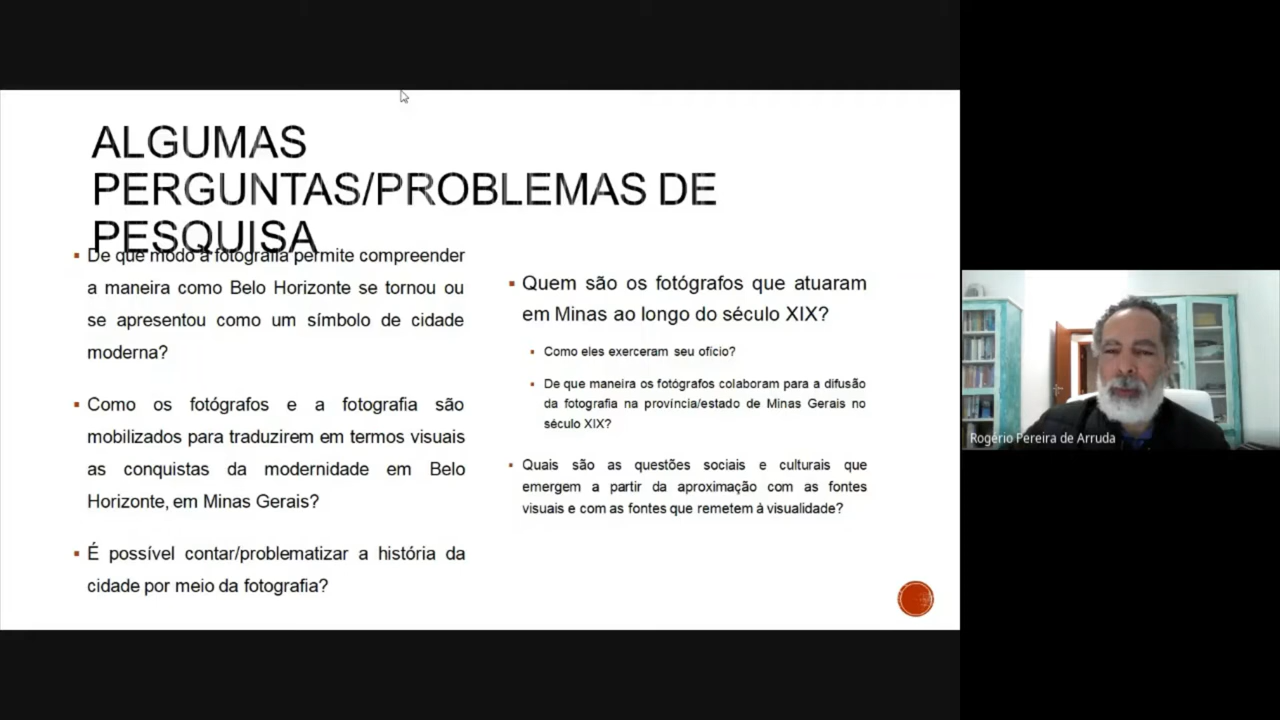 ALGUMAS
PERGUNTAS/PROBLEMAS DE
PESQUISA
De que modo a fotografia permite compreender
a maneira como Belo Horizonte se tornou ou
se apresentou como um símbolo de cidade
moderna?
Como os fotógrafos e a fotografia são
mobilizados para traduzirem em termos visuais
as conquistas da modernidade em Belo
Horizonte, em Minas Gerais?
É possível contar/problematizar a história da
cidade por meio da fotografia?
Quem são os fotógrafos que atuaram
em Minas ao longo do século XIX?
Como eles exerceram seu ofício?
De que maneira os fotógrafos colaboram para a difusão
da fotografia na província/estado de Minas Gerais no
século XIX?
Quais são as questões sociais e culturais que
emergem a partir da aproximação com as fontes
visuais e com as fontes que remetem à visualidade?
Rogério Pereira de Arruda